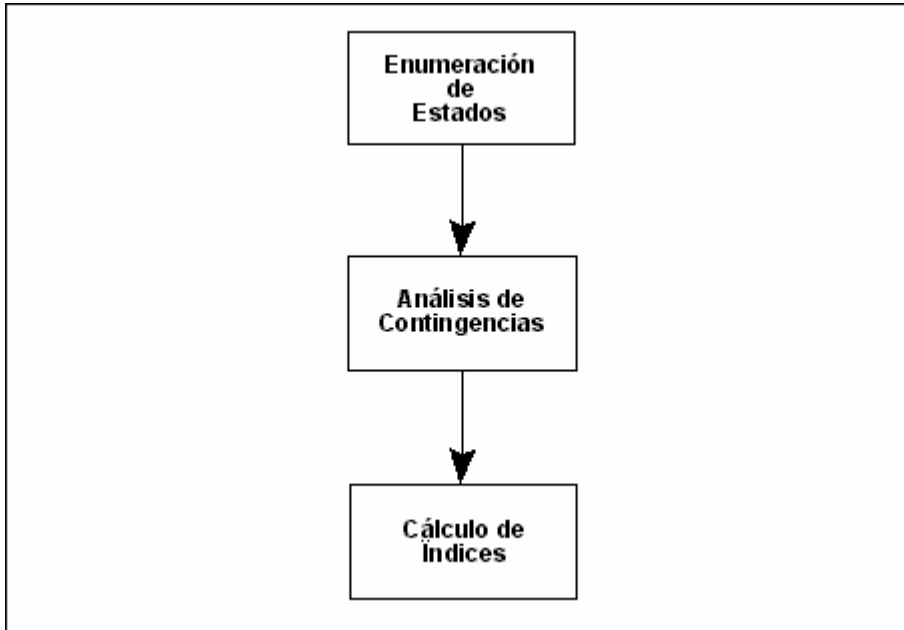 Enumeración
de
Estados
Análisis de
Contingencias
Cálculo de
Índices